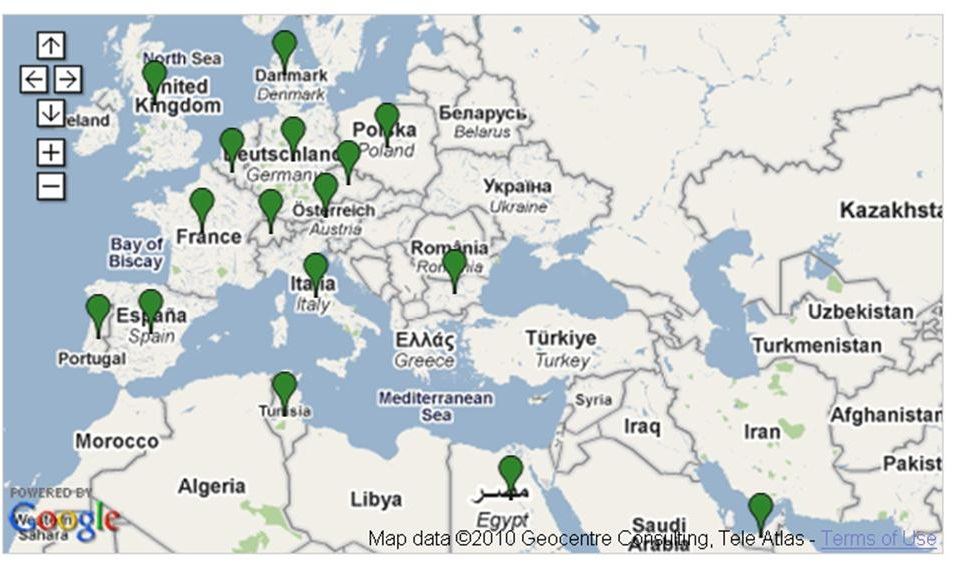 North Sea
United
Kingdom
Ireland
Danmark
Denmark
Polska
Poland
Беларусь
Belarus
Deutschland
Germany
Україна
Ukraine
Österreich
Austria
France
Kazakhsta
Bay of
Biscay
România
Romania
Italia
Italy
España
Spain
Portugal
Uzbekistan
Ελλάς
Greece
Türkiye
Turkey
Turkmenistan
Mediterranean
Sea
Syria
Tunisia
Afghanistan
Iraq
Iran
Morocco
Pakist
Algeria
Libya
مصر
Egypt
POWERED BY
Google
Western
Sahara
Saudi
Arabia
Map data ©2010 Geocentre Consulting, Tele Atlas - Terms of Use